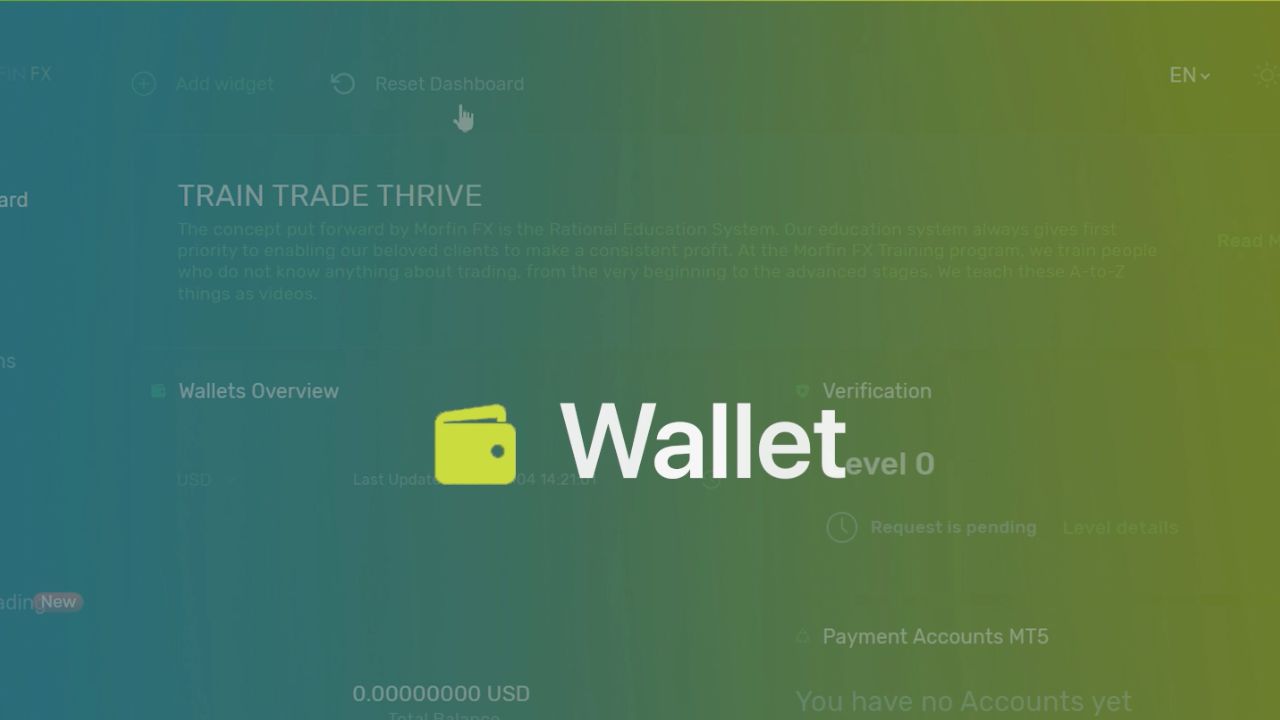 FIN FX
Add widget
Reset Dashboard
EN
ard
TRAIN TRADE THRIVE
The concept put forward by Morfin FX is the Rational Education System. Our education system always gives first
priority to enabling our beloved clients to make a consistent profit. At the Morfin FX Training program, we train people
who do not know anything about trading, from the very beginning to the advanced stages. We teach these A-to-Z
things as videos.
Read M
ns
Wallets Overview
Verification
Wallet
evel 0
USD
Last Updat 04 14:21:01
Request is pending
Level details
ading New
Payment Accounts MT5
0.00000000 USD
You have no Accounts yet
Total Balance